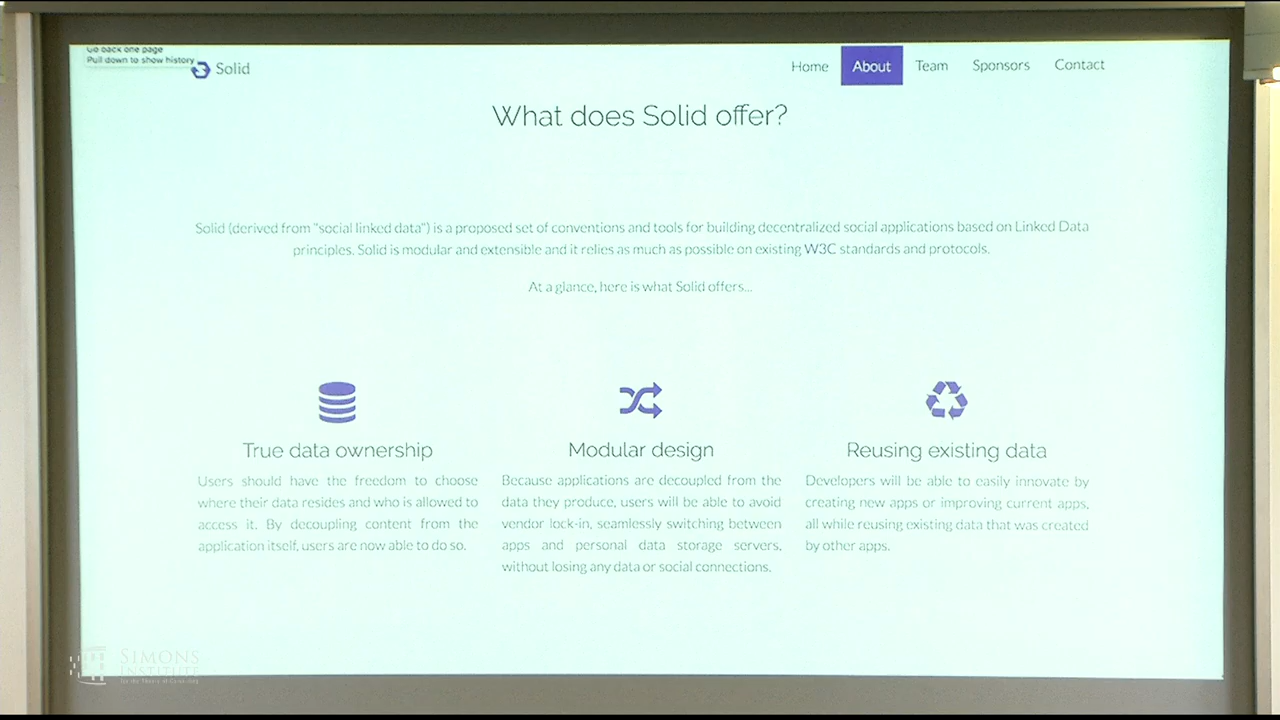 Go back one page
Pull down to show history
Solid
Home About Team Sponsors Contact
What does Solid offer?
Solid (derived from "social linked data") is a proposed set of conventions and tools for building decentralized social applications based on Linked Data
principles. Solid is modular and extensible and it relies as much as possible on existing W3C standards and protocols.
At a glance, here is what Solid offers...
True data ownership
Users should have the freedom to choose
where their data resides and who is allowed to
access it. By decoupling content from the
application itself, users are now able to do so.
Modular design
Because applications are decoupled from the
data they produce, users will be able to avoid
vendor lock-in, seamlessly switching between
apps and personal data storage servers,
without losing any data or social connections.
Reusing existing data
Developers will be able to easily innovate by
creating new apps or improving current apps,
all while reusing existing data that was created
by other apps.
SIMONS
INSTITUTE